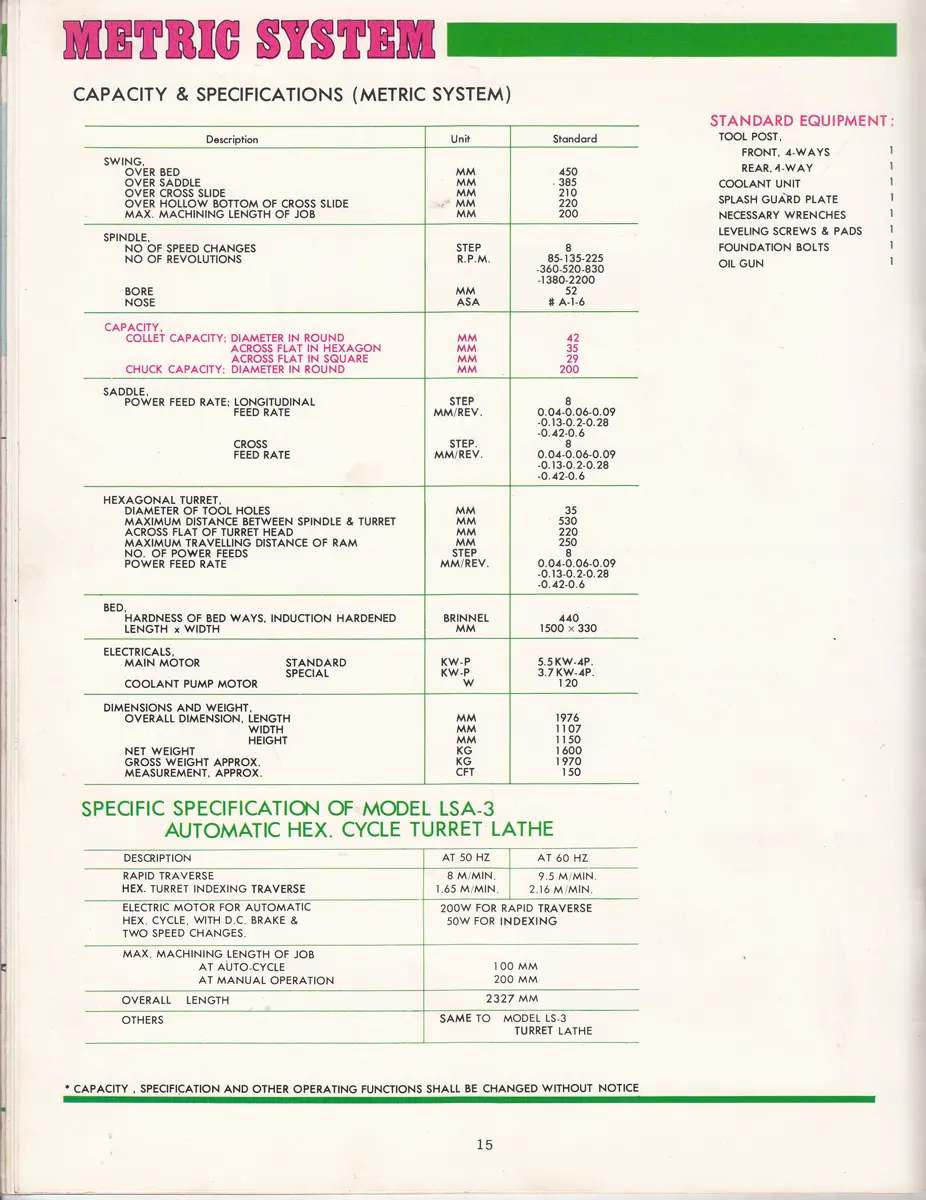 METRIC SYSTEM
CAPACITY & SPECIFICATIONS (METRIC SYSTEM)
Description Unit Standard
SWING,
OVER BED MM 450
OVER SADDLE MM 385
OVER CROSS SLIDE MM 210
OVER HOLLOW BOTTOM OF CROSS SLIDE MM 220
MAX. MACHINING LENGTH OF JOB MM 200
SPINDLE,
NO OF SPEED CHANGES STEP 8
NO OF REVOLUTIONS R.P.M. 85-135-225
-360-520-830
-1380-2200
BORE MM 52
NOSE ASA # A-1-6
CAPACITY,
COLLET CAPACITY; DIAMETER IN ROUND MM 42
ACROSS FLAT IN HEXAGON MM 35
ACROSS FLAT IN SQUARE MM 29
CHUCK CAPACITY; DIAMETER IN ROUND MM 200
SADDLE,
POWER FEED RATE; LONGITUDINAL STEP 8
FEED RATE MM/REV. 0.04-0.06-0.09
-0.13-0.2-0.28
-0.42-0.6
CROSS STEP. 8
FEED RATE MM/REV. 0.04-0.06-0.09
-0.13-0.2-0.28
-0.42-0.6
HEXAGONAL TURRET,
DIAMETER OF TOOL HOLES MM 35
MAXIMUM DISTANCE BETWEEN SPINDLE & TURRET MM 530
ACROSS FLAT OF TURRET HEAD MM 220
MAXIMUM TRAVELLING DISTANCE OF RAM MM 250
NO. OF POWER FEEDS STEP 8
POWER FEED RATE MM/REV. 0.04-0.06-0.09
-0.13-0.2-0.28
-0.42-0.6
BED,
HARDNESS OF BED WAYS, INDUCTION HARDENED BRINNEL 440
LENGTH x WIDTH MM 1500 × 330
ELECTRICALS,
MAIN MOTOR STANDARD KW-P 5.5KW-4P.
SPECIAL KW-P 3.7KW-4P.
COOLANT PUMP MOTOR W 120
DIMENSIONS AND WEIGHT,
OVERALL DIMENSION, LENGTH MM 1976
WIDTH MM 1107
HEIGHT MM 1150
NET WEIGHT KG 1600
GROSS WEIGHT APPROX. KG 1970
MEASUREMENT, APPROX. CFT 150
STANDARD EQUIPMENT:
TOOL POST,
FRONT, 4-WAYS 1
REAR, 4-WAY 1
COOLANT UNIT 1
SPLASH GUARD PLATE 1
NECESSARY WRENCHES 1
LEVELING SCREWS & PADS 1
FOUNDATION BOLTS 1
OIL GUN 1
SPECIFIC SPECIFICATION OF MODEL LSA-3
AUTOMATIC HEX. CYCLE TURRET LATHE
DESCRIPTION AT 50 HZ AT 60 HZ
RAPID TRAVERSE 8 M/MIN. 9.5 M/MIN.
HEX. TURRET INDEXING TRAVERSE 1.65 M/MIN. 2.16 M/MIN.
ELECTRIC MOTOR FOR AUTOMATIC 200W FOR RAPID TRAVERSE
HEX. CYCLE, WITH D.C. BRAKE & 50W FOR INDEXING
TWO SPEED CHANGES.
MAX. MACHINING LENGTH OF JOB
AT AUTO-CYCLE 100 MM
AT MANUAL OPERATION 200 MM
OVERALL LENGTH 2327 MM
OTHERS SAME TO MODEL LS-3
TURRET LATHE
* CAPACITY , SPECIFICATION AND OTHER OPERATING FUNCTIONS SHALL BE CHANGED WITHOUT NOTICE
15